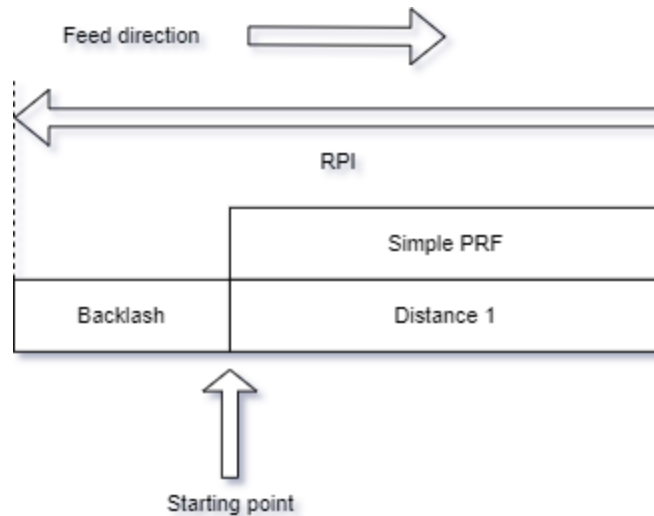 Feed direction
RPI
Simple PRF
Backlash
Distance 1
Starting point